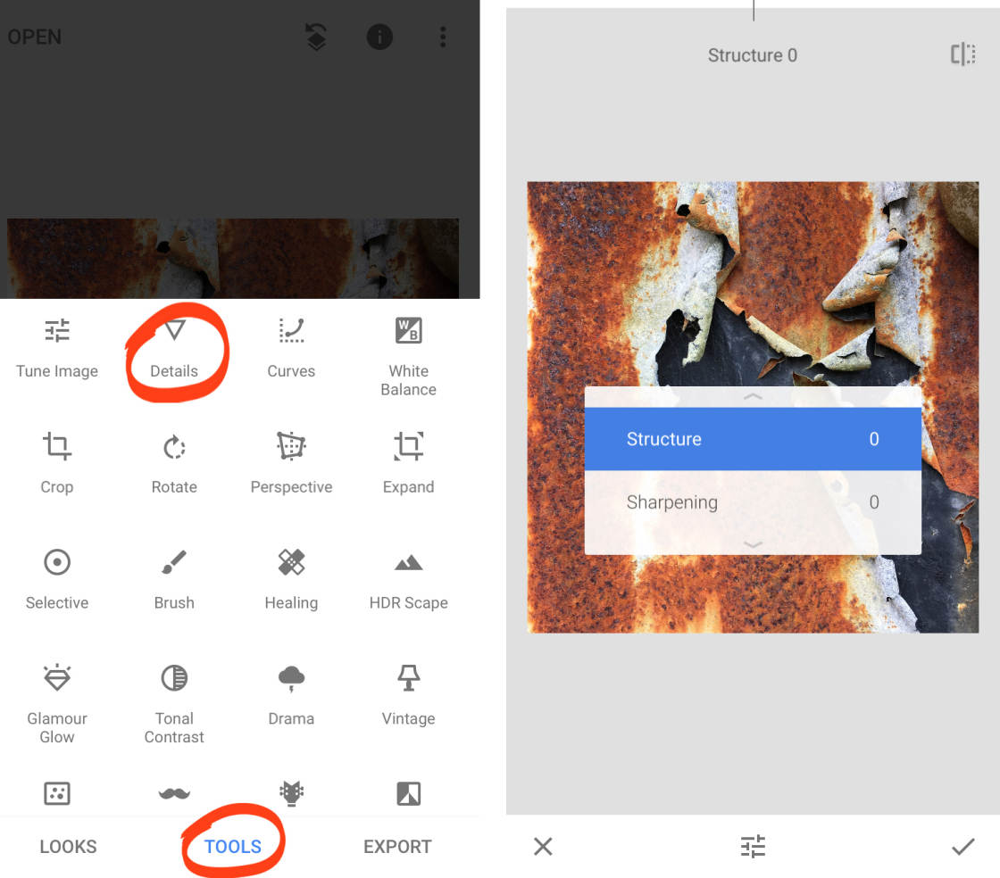 OPEN
Tune Image
Details
Curves
White
Balance
Crop
Rotate
Perspective
Expand
Selective
Brush
Healing
HDR Scape
Glamour
Glow
Tonal
Contrast
Drama
Vintage
LOOKS
TOOLS
EXPORT
Structure 0
Structure 0
Sharpening 0